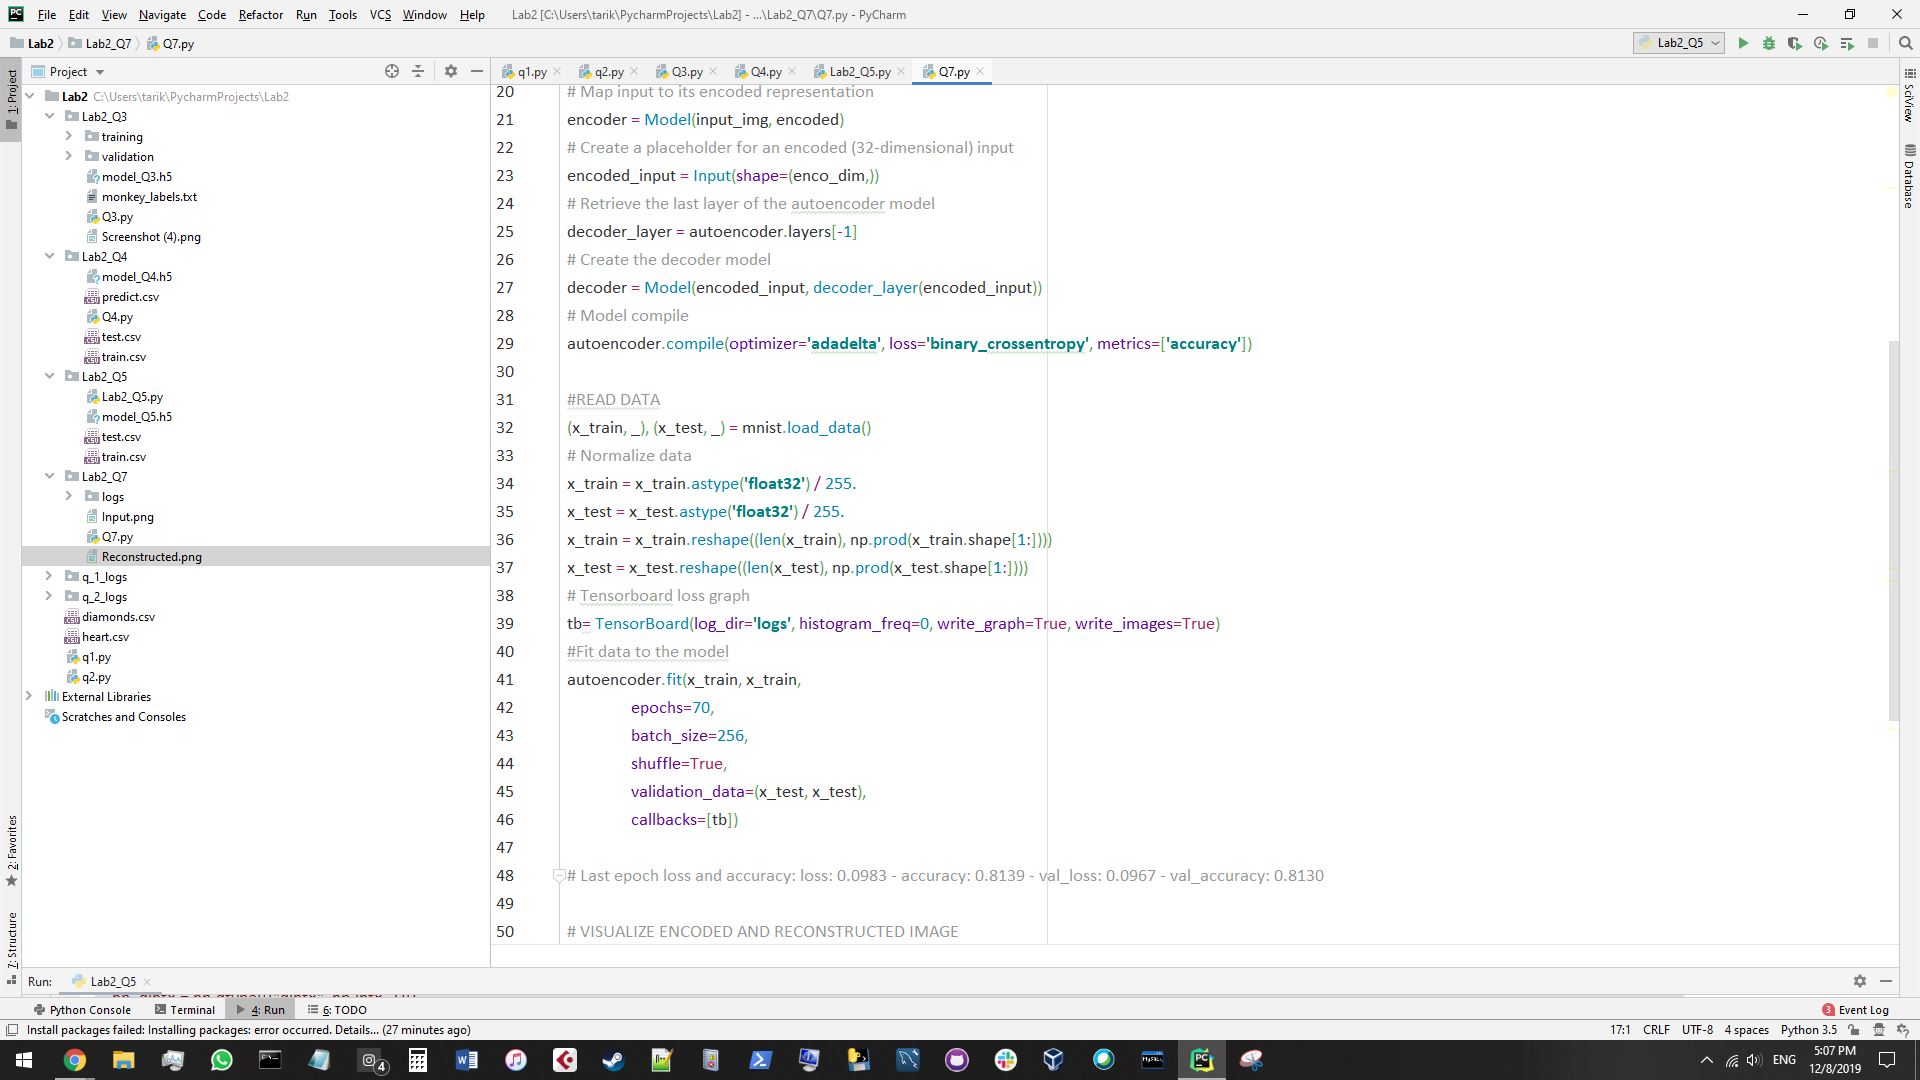 File Edit View Navigate Code Refactor Run Tools VCS Window Help Lab2 [C:\Users\tarik\PycharmProjects\Lab2] - ...\Lab2_Q7\Q7.py - PyCharm
Lab2 Lab2_Q7 Q7.py Lab2_Q5
Project q1.py q2.py Q3.py Q4.py Lab2_Q5.py Q7.py
1: Project
2: Favorites
7: Structure
SciView
Database
Lab2 C:\Users\tarik\PycharmProjects\Lab2
Lab2_Q3
training
validation
model_Q3.h5
monkey_labels.txt
Q3.py
Screenshot (4).png
Lab2_Q4
model_Q4.h5
predict.csv
Q4.py
test.csv
train.csv
Lab2_Q5
Lab2_Q5.py
model_Q5.h5
test.csv
train.csv
Lab2_Q7
logs
Input.png
Q7.py
Reconstructed.png
q_1_logs
q_2_logs
diamonds.csv
heart.csv
q1.py
q2.py
External Libraries
Scratches and Consoles
20 # Map input to its encoded representation
21 encoder = Model(input_img, encoded)
22 # Create a placeholder for an encoded (32-dimensional) input
23 encoded_input = Input(shape=(enco_dim,))
24 # Retrieve the last layer of the autoencoder model
25 decoder_layer = autoencoder.layers[-1]
26 # Create the decoder model
27 decoder = Model(encoded_input, decoder_layer(encoded_input))
28 # Model compile
29 autoencoder.compile(optimizer='adadelta', loss='binary_crossentropy', metrics=['accuracy'])
30
31 #READ DATA
32 (x_train, _), (x_test, _) = mnist.load_data()
33 # Normalize data
34 x_train = x_train.astype('float32') / 255.
35 x_test = x_test.astype('float32') / 255.
36 x_train = x_train.reshape((len(x_train), np.prod(x_train.shape[1:])))
37 x_test = x_test.reshape((len(x_test), np.prod(x_test.shape[1:])))
38 # Tensorboard loss graph
39 tb= TensorBoard(log_dir='logs', histogram_freq=0, write_graph=True, write_images=True)
40 #Fit data to the model
41 autoencoder.fit(x_train, x_train,
42 epochs=70,
43 batch_size=256,
44 shuffle=True,
45 validation_data=(x_test, x_test),
46 callbacks=[tb])
47
48 # Last epoch loss and accuracy: loss: 0.0983 - accuracy: 0.8139 - val_loss: 0.0967 - val_accuracy: 0.8130
49
50 # VISUALIZE ENCODED AND RECONSTRUCTED IMAGE
Run: Lab2_Q5
Python Console Terminal 4: Run 6: TODO 3 Event Log
Install packages failed: Installing packages: error occurred. Details... (27 minutes ago) 17:1 CRLF UTF-8 4 spaces Python 3.5
4 ENG 5:07 PM
12/8/2019